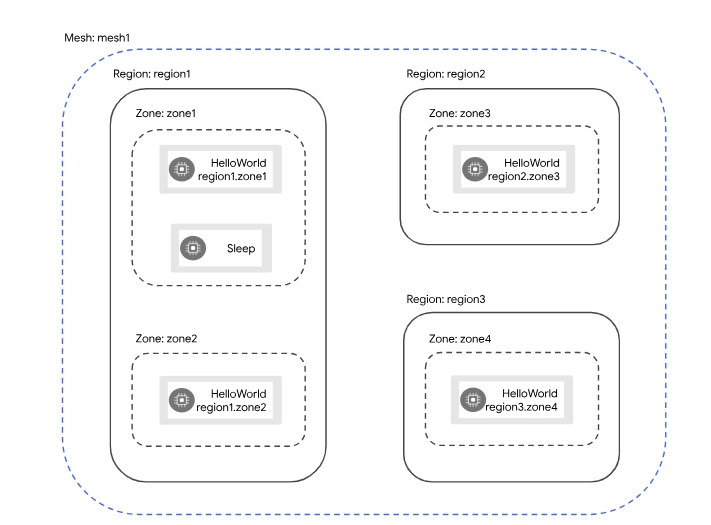 Mesh: mesh1
Region: region1
Zone: zone1
HelloWorld
region1.zone1
Sleep
Zone: zone2
HelloWorld
region1.zone2
Region: region2
Zone: zone3
HelloWorld
region2.zone3
Region: region3
Zone: zone4
HelloWorld
region3.zone4